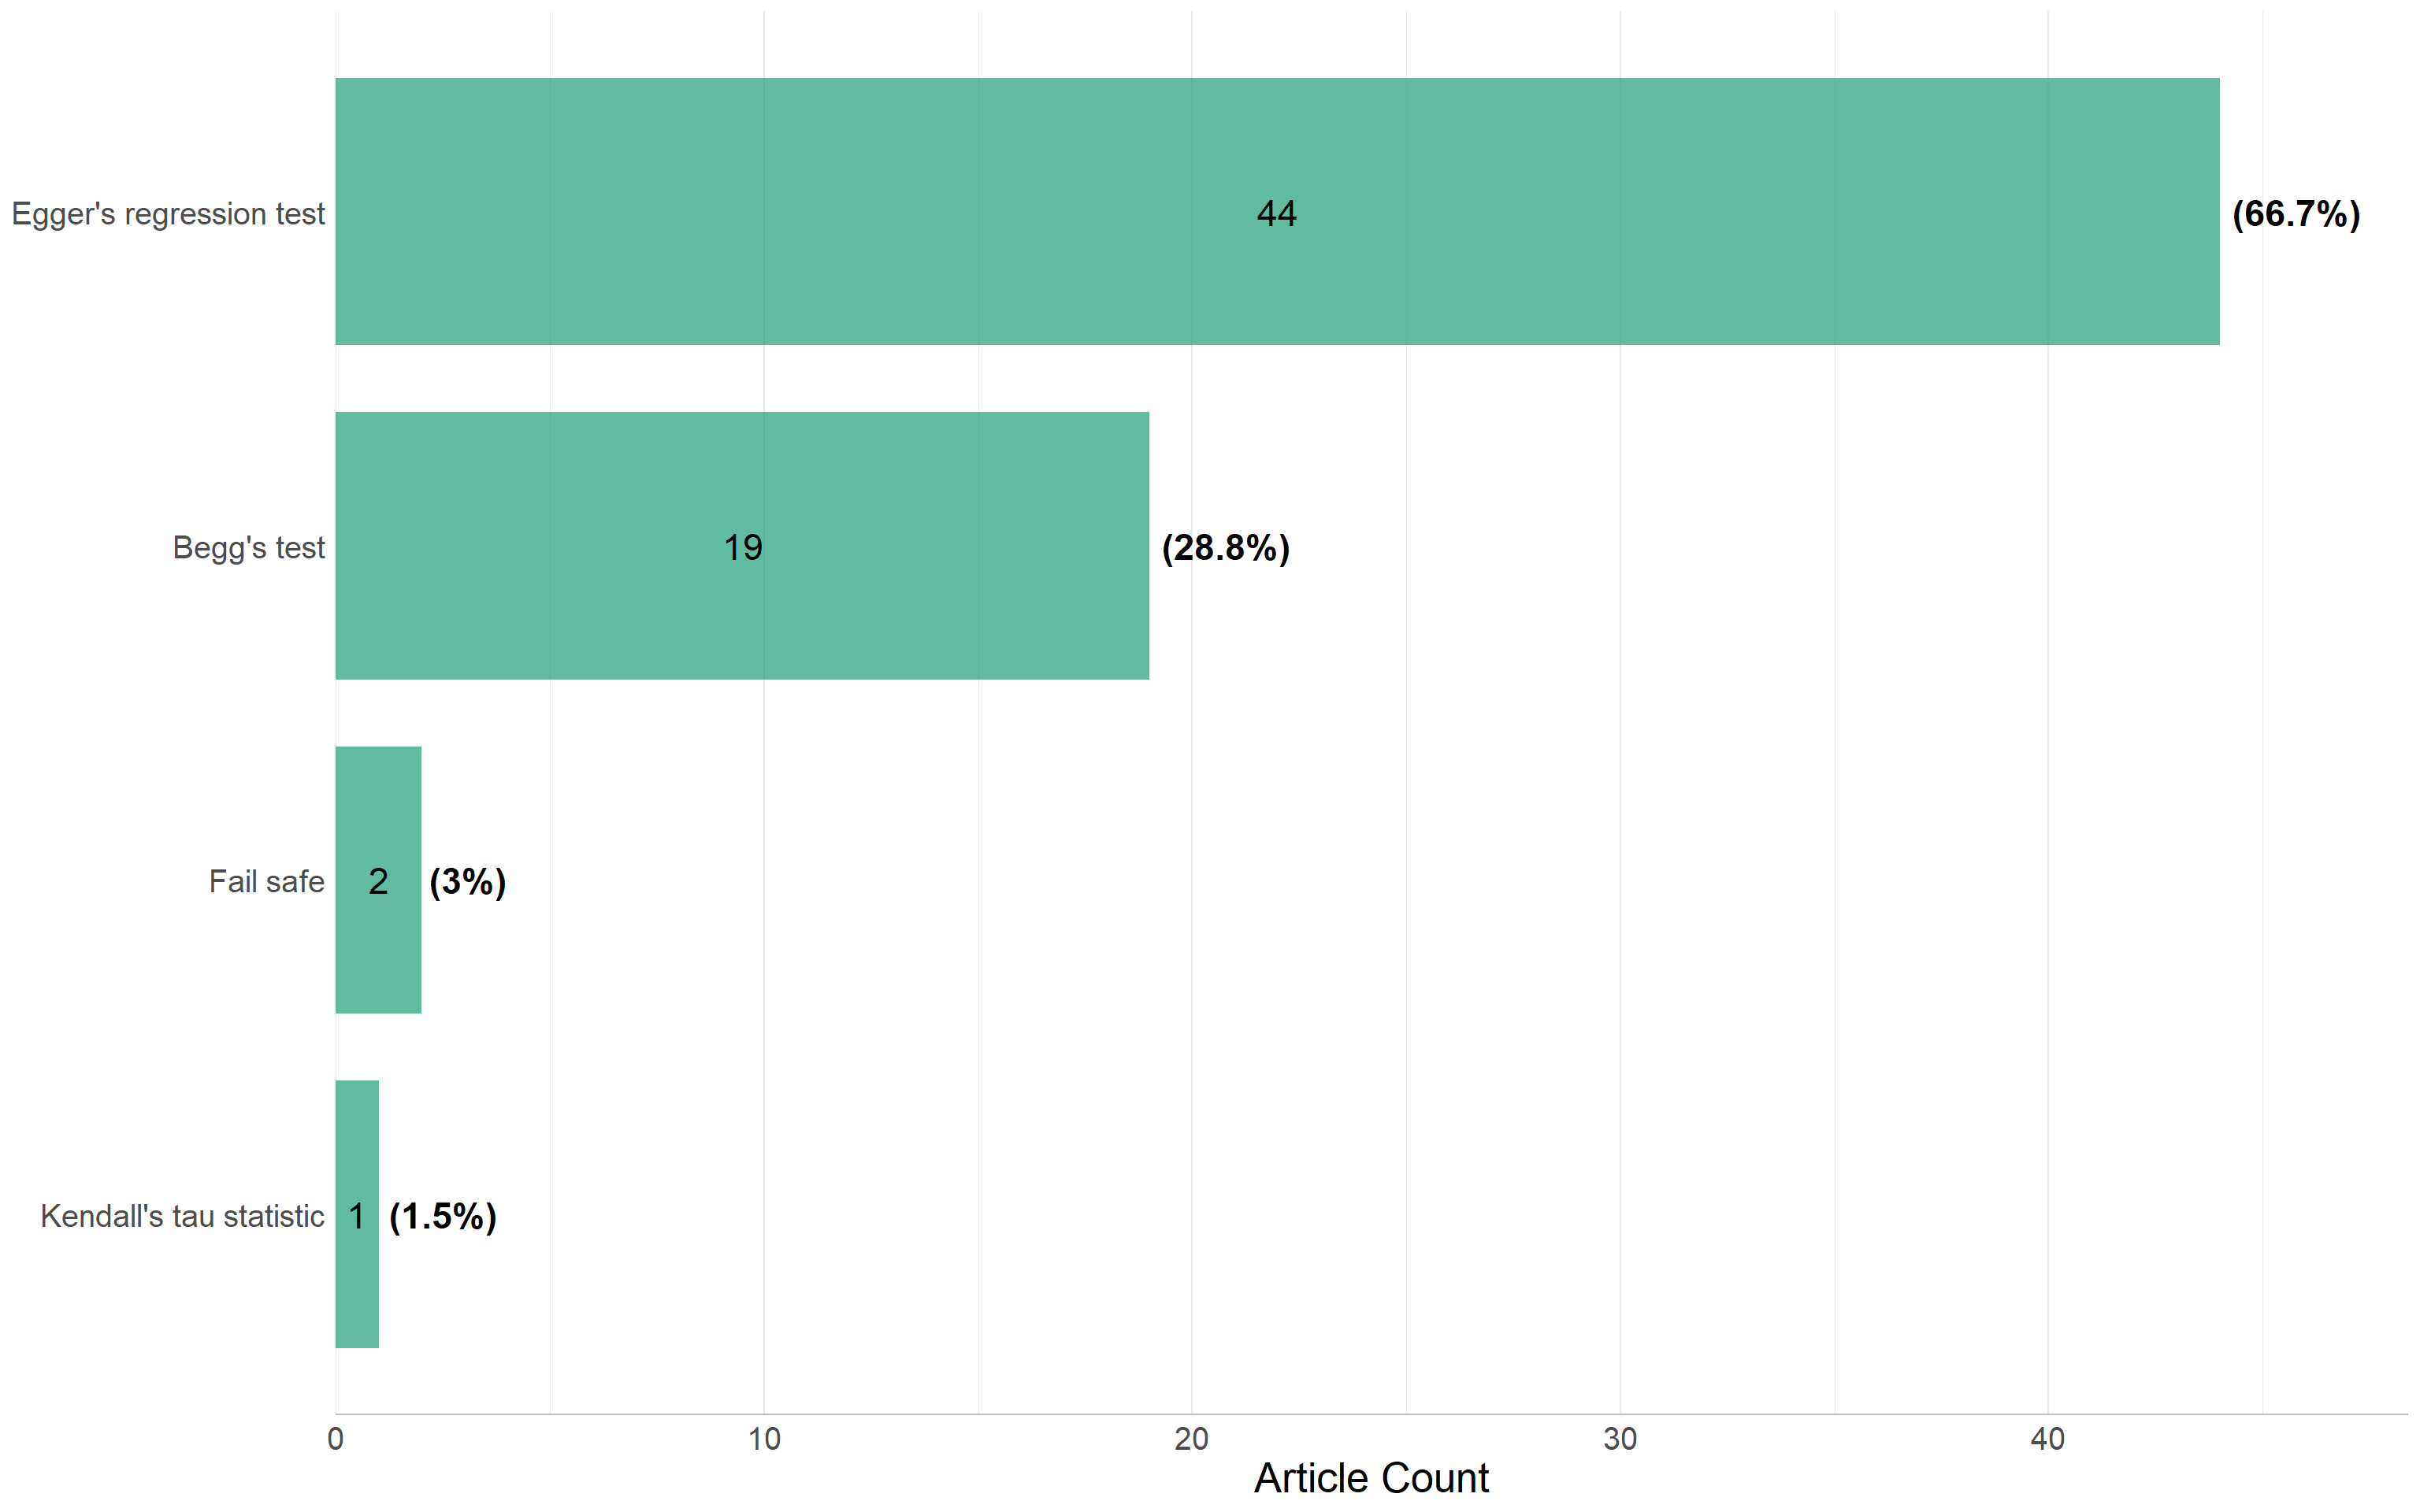 Egger's regression test
44
(66.7%)
Begg's test
19
(28.8%)
Fail safe
2
(3%)
Kendall's tau statistic
1
(1.5%)
0
10
20
30
40
Article Count